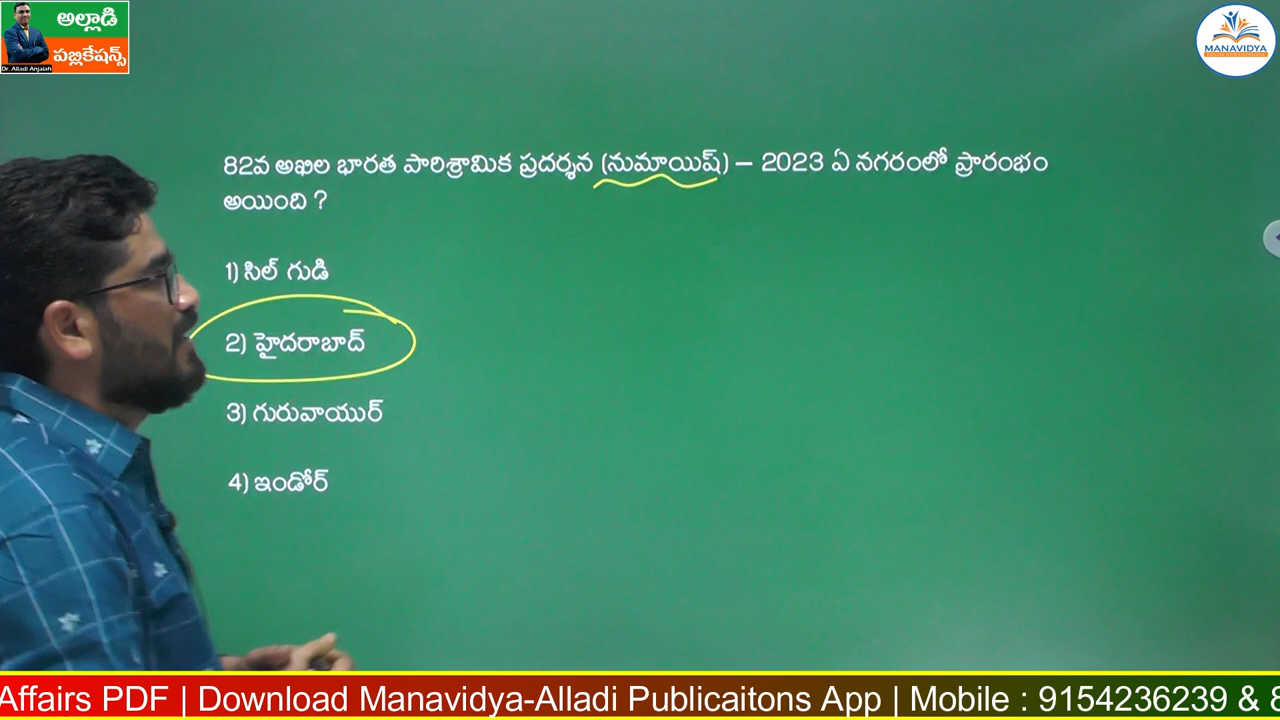 అల్లాడి
పబ్లికేషన్స్
Dr. Alladi Anjaiah
MANAVIDYA
82వ అఖిల భారత పారిశ్రామిక ప్రదర్శన (నుమాయిష్) – 2023 ఏ నగరంలో ప్రారంభం
అయింది ?
1) సిల్ గుడి
2) హైదరాబాద్
3) గురువాయుర్
4) ఇండోర్
Affairs PDF | Download Manavidya-Alladi Publicaitons App | Mobile : 9154236239 & 8